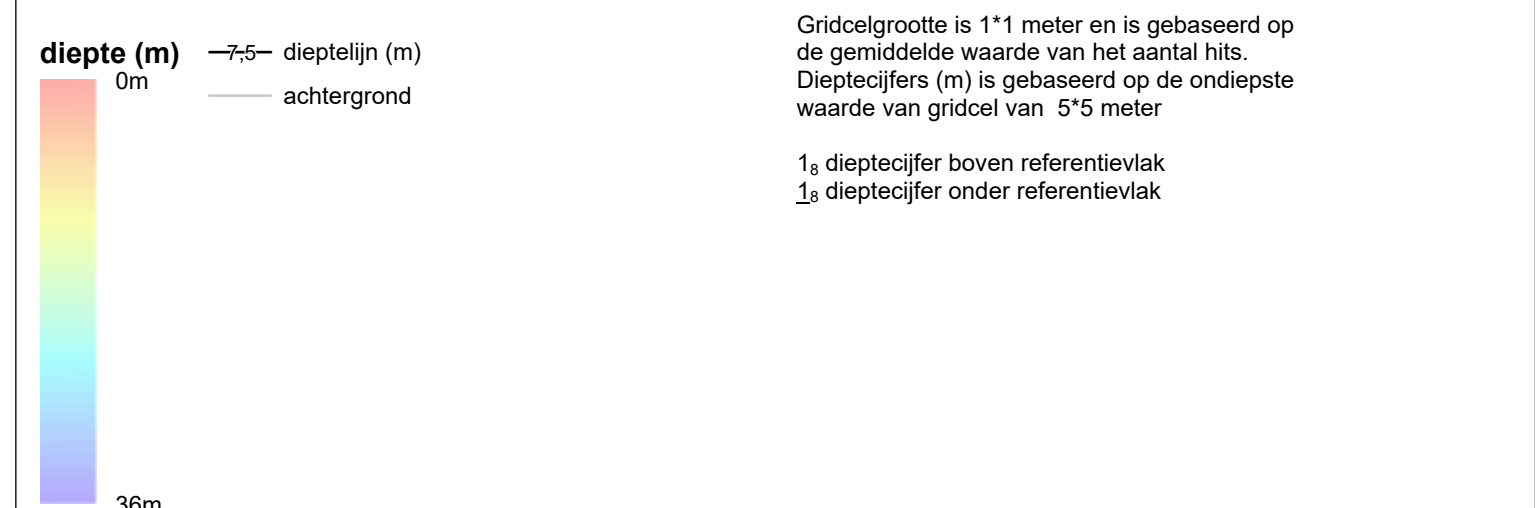 diepte (m)
7,5 dieptelijn (m)
0m
achtergrond
36m
Gridcelgrootte is 1*1 meter en is gebaseerd op
de gemiddelde waarde van het aantal hits.
Dieptecijfers (m) is gebaseerd op de ondiepste
waarde van gridcel van  5*5 meter
1₈ dieptecijfer boven referentievlak
1₈ dieptecijfer onder referentievlak